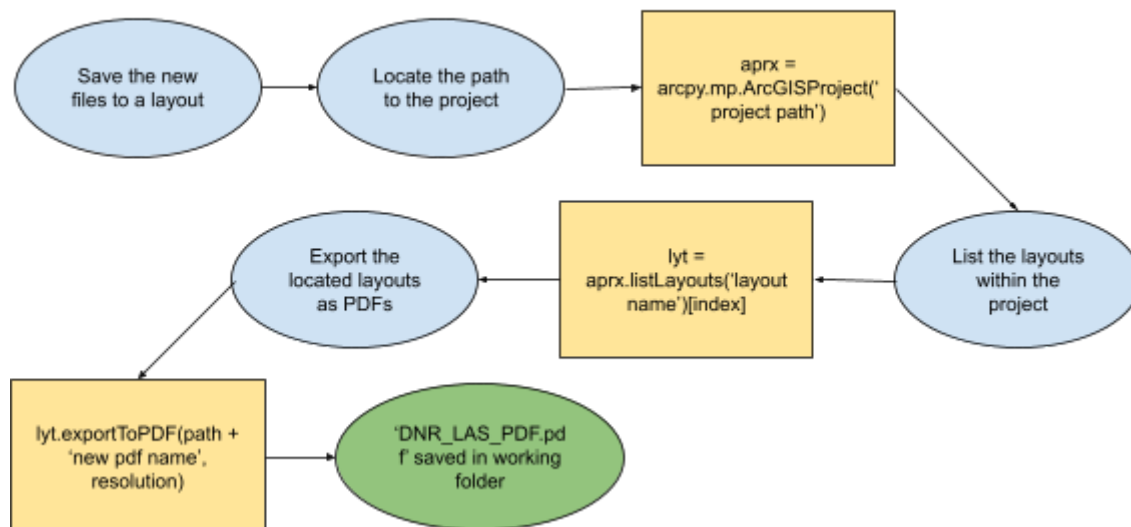 Save the new
files to a layout
Locate the path
to the project
aprx =
arcpy.mp.ArcGISProject(‘
project path’)
List the layouts
within the
project
lyt =
aprx.listLayouts(‘layout
name’)[index]
Export the
located layouts
as PDFs
lyt.exportToPDF(path +
‘new pdf name’,
resolution)
‘DNR_LAS_PDF.pd
f’ saved in working
folder